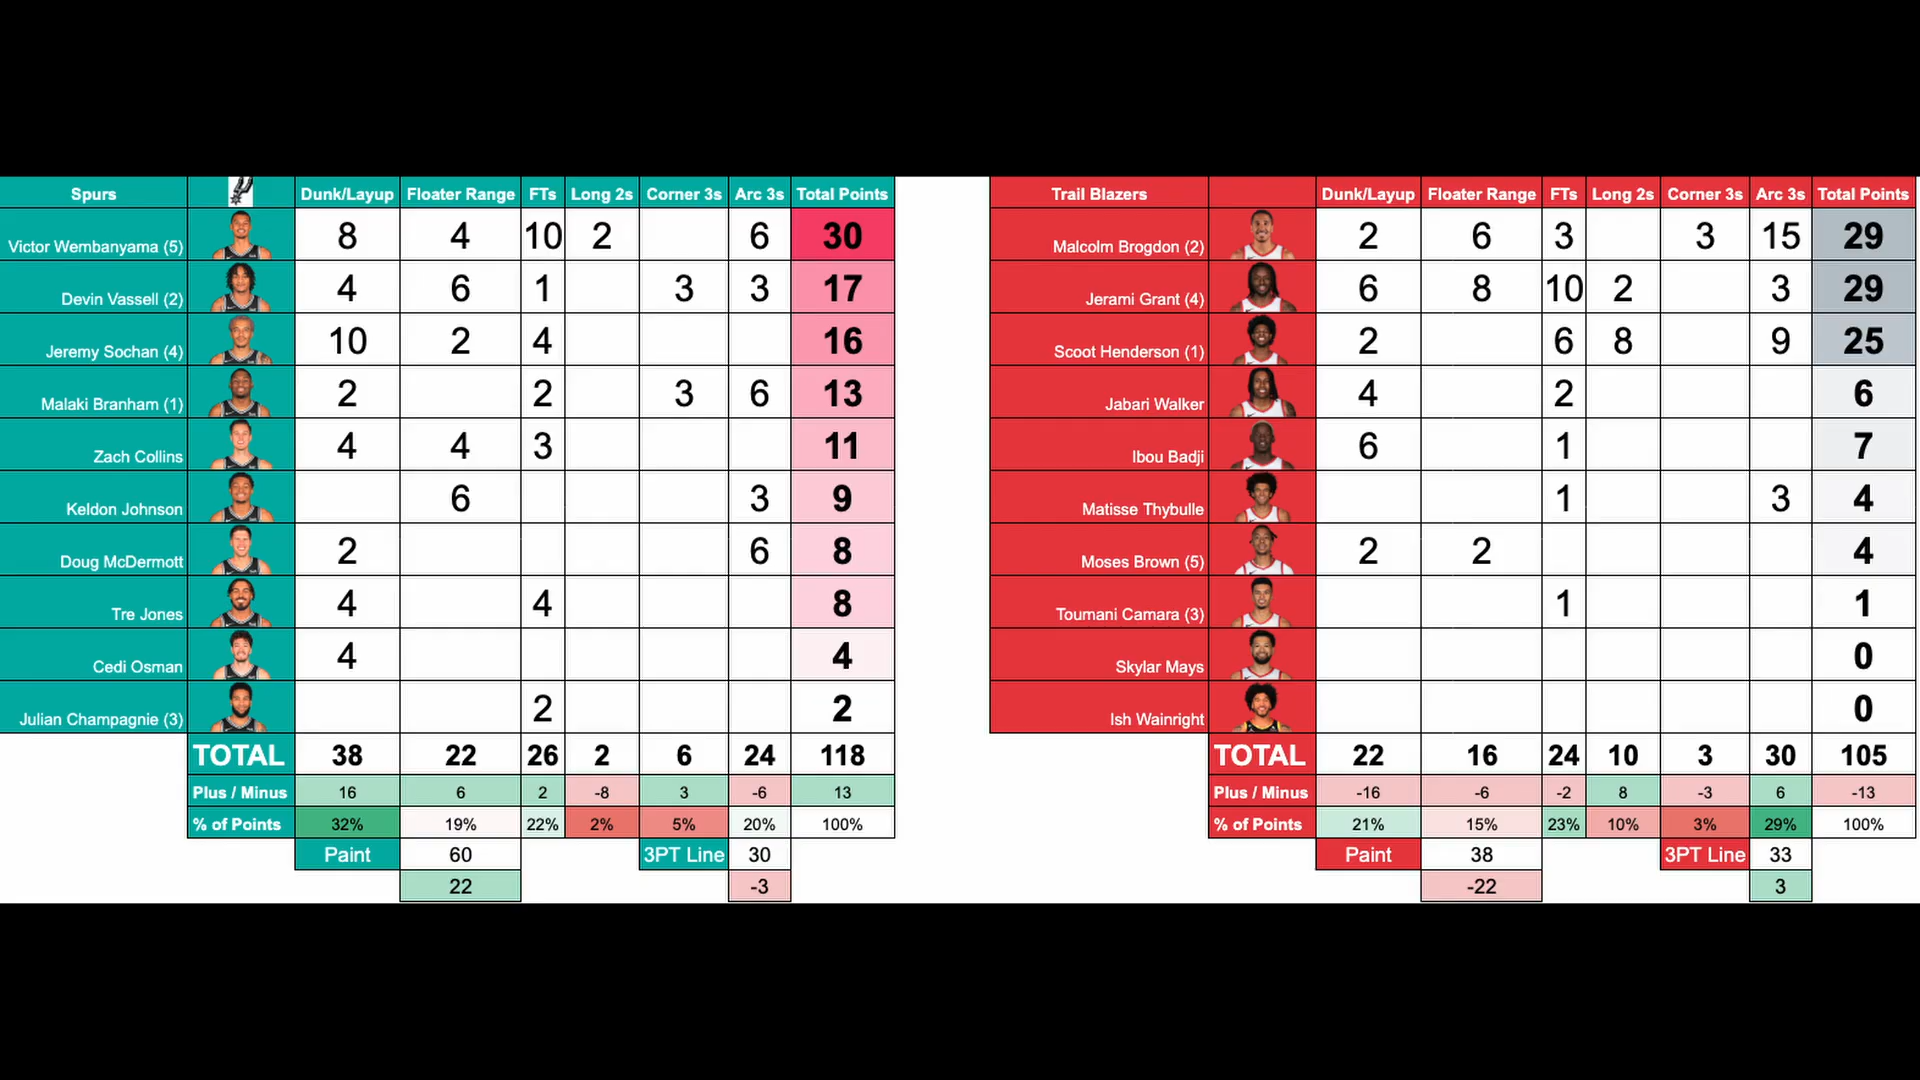 Spurs Dunk/Layup Floater Range FTs Long 2s Corner 3s Arc 3s Total Points
Victor Wembanyama (5) 8 4 10 2 6 30
Devin Vassell (2) 4 6 1 3 3 17
Jeremy Sochan (4) 10 2 4 16
Malaki Branham (1) 2 2 3 6 13
Zach Collins 4 4 3 11
Keldon Johnson 6 3 9
Doug McDermott 2 6 8
Tre Jones 4 4 8
Cedi Osman 4 4
Julian Champagnie (3) 2 2
TOTAL 38 22 26 2 6 24 118
Plus / Minus 16 6 2 -8 3 -6 13
% of Points 32% 19% 22% 2% 5% 20% 100%
Paint 60 3PT Line 30
22 -3
Trail Blazers Dunk/Layup Floater Range FTs Long 2s Corner 3s Arc 3s Total Points
Malcolm Brogdon (2) 2 6 3 3 15 29
Jerami Grant (4) 6 8 10 2 3 29
Scoot Henderson (1) 2 6 8 9 25
Jabari Walker 4 2 6
Ibou Badji 6 1 7
Matisse Thybulle 1 3 4
Moses Brown (5) 2 2 4
Toumani Camara (3) 1 1
Skylar Mays 0
Ish Wainright 0
TOTAL 22 16 24 10 3 30 105
Plus / Minus -16 -6 -2 8 -3 6 -13
% of Points 21% 15% 23% 10% 3% 29% 100%
Paint 38 3PT Line 33
-22 3